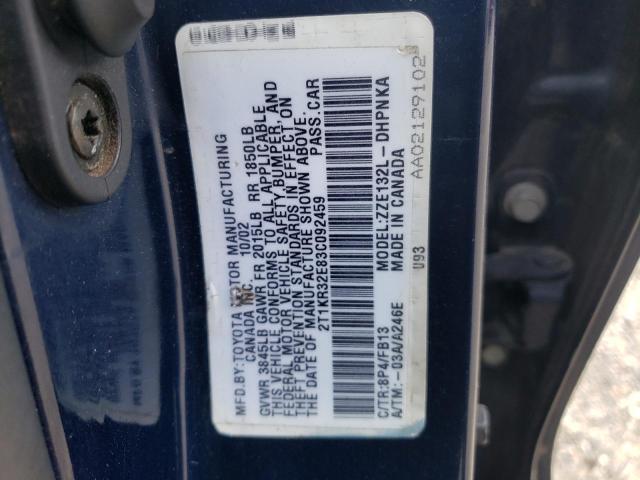 MFD.BY:TOYOTA MOTOR MANUFACTURING
CANADA INC. 10/02
GVWR 3845LB GAWR FR 2015LB RR 1850LB
THIS VEHICLE CONFORMS TO ALL APPLICABLE
FEDERAL MOTOR VEHICLE SAFETY, BUMPER, AND
THEFT PREVENTION STANDARDS IN EFFECT ON
THE DATE OF MANUFACTURE SHOWN ABOVE.
2T1KR32E83C092459 PASS.CAR
C/TR:8P4/FB13 MODEL:ZZE132L-DHPNKA
A/TM:-03A/A246E MADE IN CANADA
U93 AA02129102